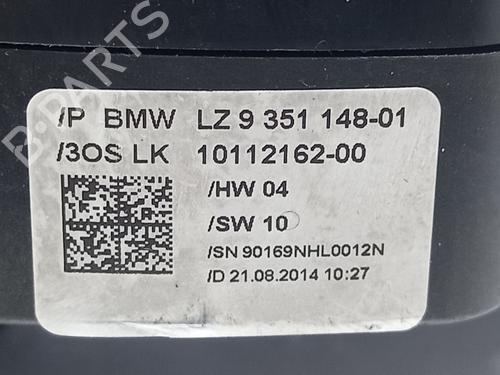 B-PARTS
/P BMW LZ 9 351 148-01
/3OS LK 10112162-00
/HW 04
/SW 10
/SN 90169NHL0012N
/D 21.08.2014 10:27